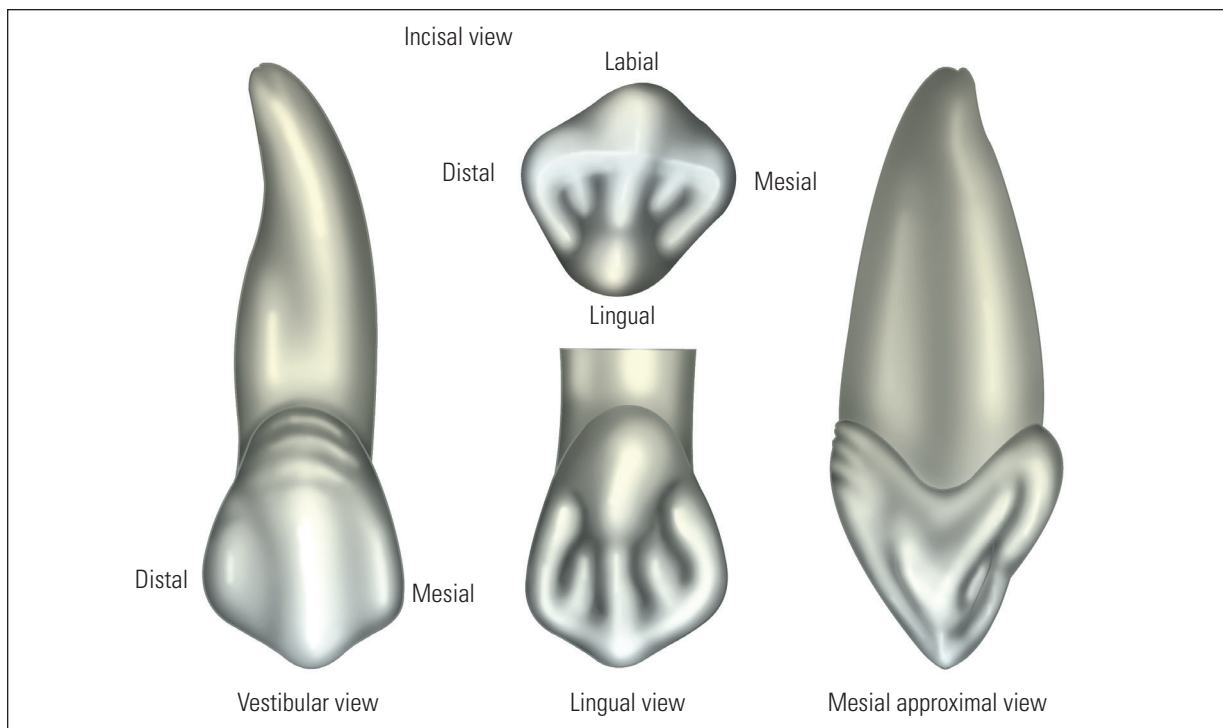 Incisal view
Labial
Distal
Mesial
Lingual
Distal
Mesial
Vestibular view
Lingual view
Mesial approximal view